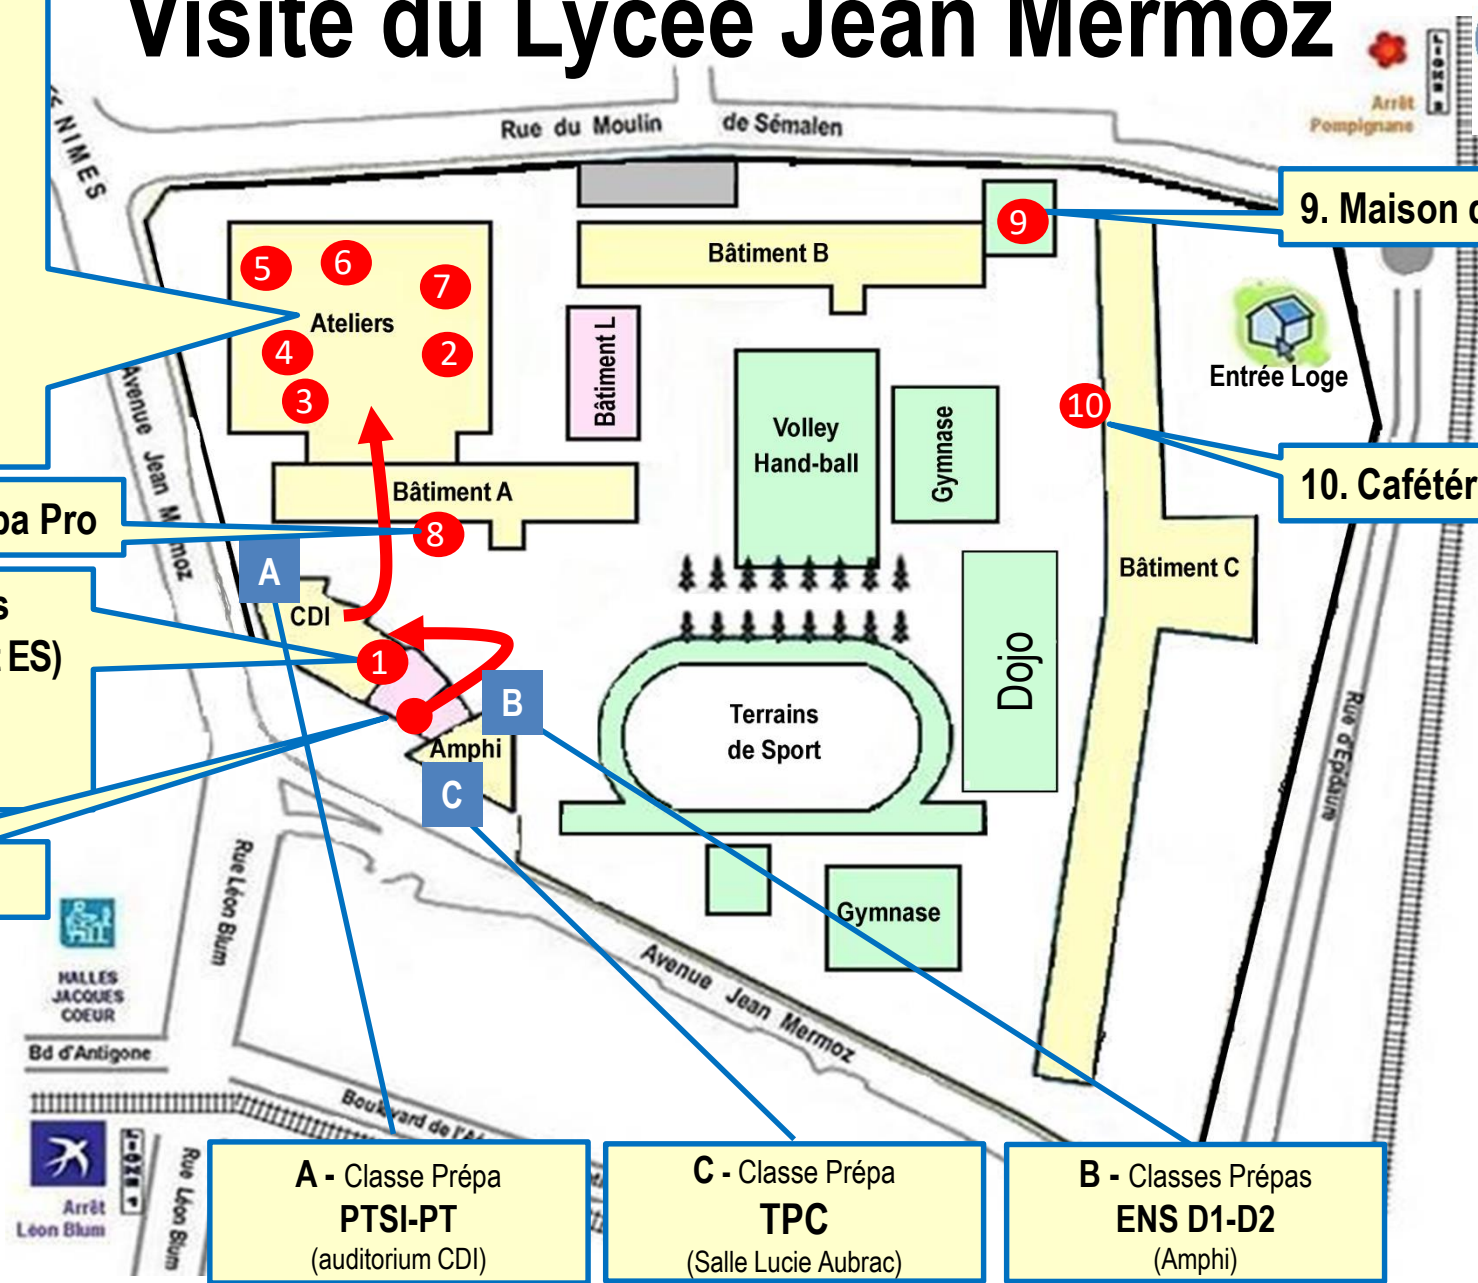 Visite du Lycée Jean Mermoz
Arrêt
Pompignane
Rue du Moulin de Sémalen
NIMES
9. Maison
9
5
6
7
Ateliers
4
2
3
Bâtiment B
Bâtiment L
Entrée Loge
Volley
Hand-ball
Gymnase
10
10.
Avenue Jean
Bâtiment A
Pro
8
A
CDI
ES)
1
Bâtiment C
Dojo
B
Terrains
de Sport
Amphi
C
Rue d'Epidaure
Rue Léon Blum
Gymnase
HALLES
JACQUES
COEUR
Avenue Jean Mermoz
Bd d'Antigone
Arrêt
Léon Blum
Rue Léon Blum
A - Classe Prépa
PTSI-PT
(auditorium CDI)
C - Classe Prépa
TPC
(Salle Lucie Aubrac)
B - Classes Prépas
ENS D1-D2
(Amphi)